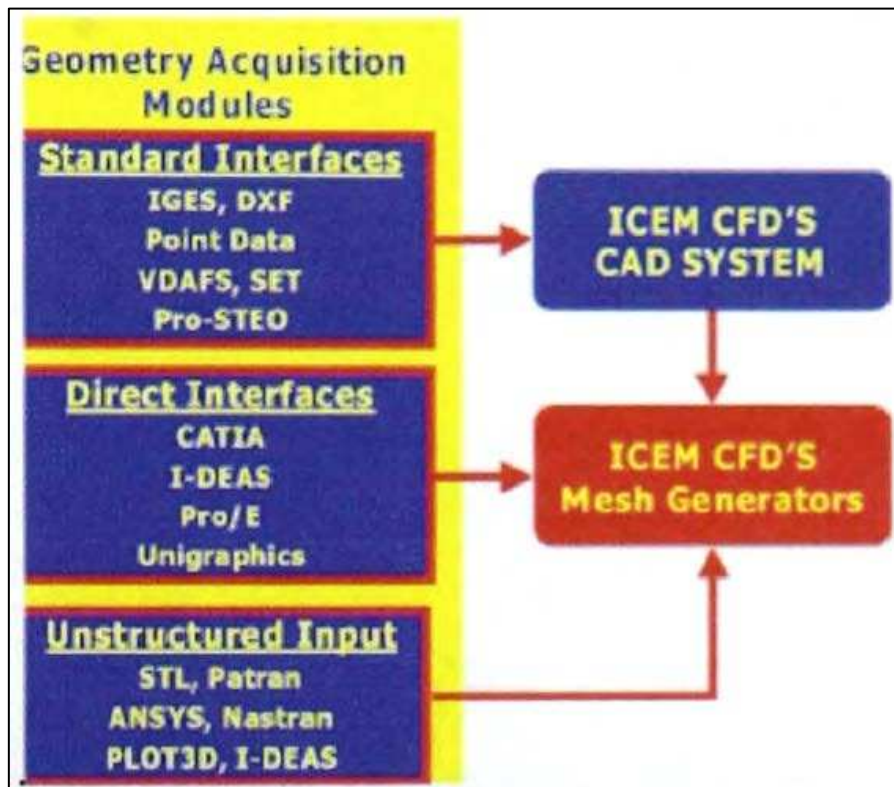 Geometry Acquisition
Modules
Standard Interfaces
IGES, DXF
Point Data
VDAFS, SET
Pro-STEO
Direct Interfaces
CATIA
I-DEAS
Pro/E
Unigraphics
Unstructured Input
STL, Patran
ANSYS, Nastran
PLOT3D, I-DEAS
ICEM CFD'S
CAD SYSTEM
ICEM CFD'S
Mesh Generators